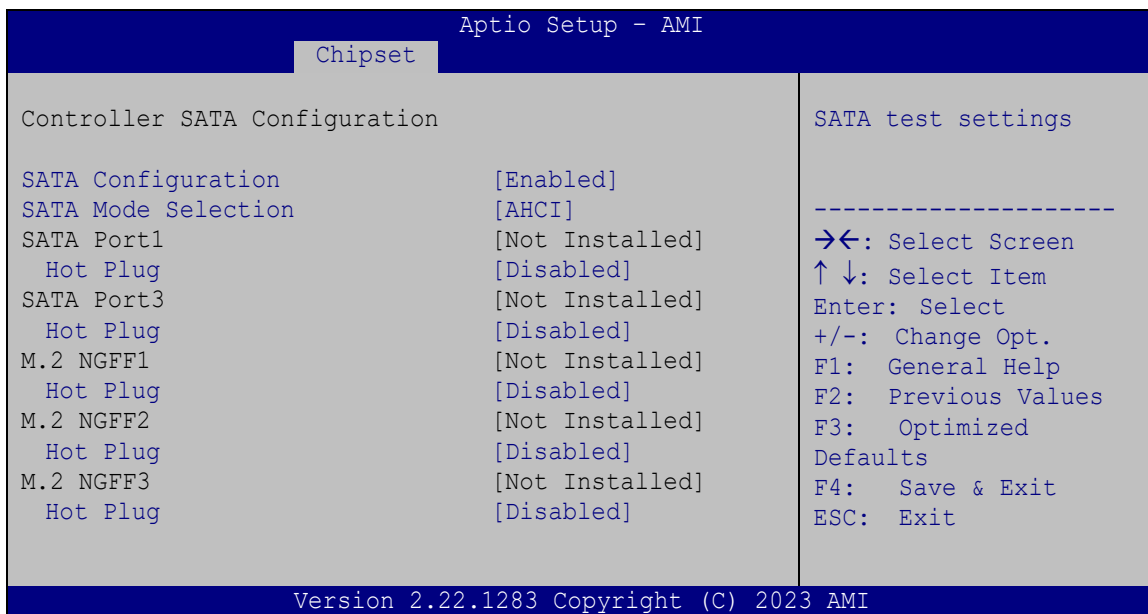 Aptio Setup – AMI
Chipset
Controller SATA Configuration
SATA Configuration [Enabled]
SATA Mode Selection [AHCI]
SATA Port1 [Not Installed]
Hot Plug [Disabled]
SATA Port3 [Not Installed]
Hot Plug [Disabled]
M.2 NGFF1 [Not Installed]
Hot Plug [Disabled]
M.2 NGFF2 [Not Installed]
Hot Plug [Disabled]
M.2 NGFF3 [Not Installed]
Hot Plug [Disabled]
SATA test settings
---------------------
→←: Select Screen
↑ ↓: Select Item
Enter: Select
+/-: Change Opt.
F1: General Help
F2: Previous Values
F3: Optimized
Defaults
F4: Save & Exit
ESC: Exit
Version 2.22.1283 Copyright (C) 2023 AMI